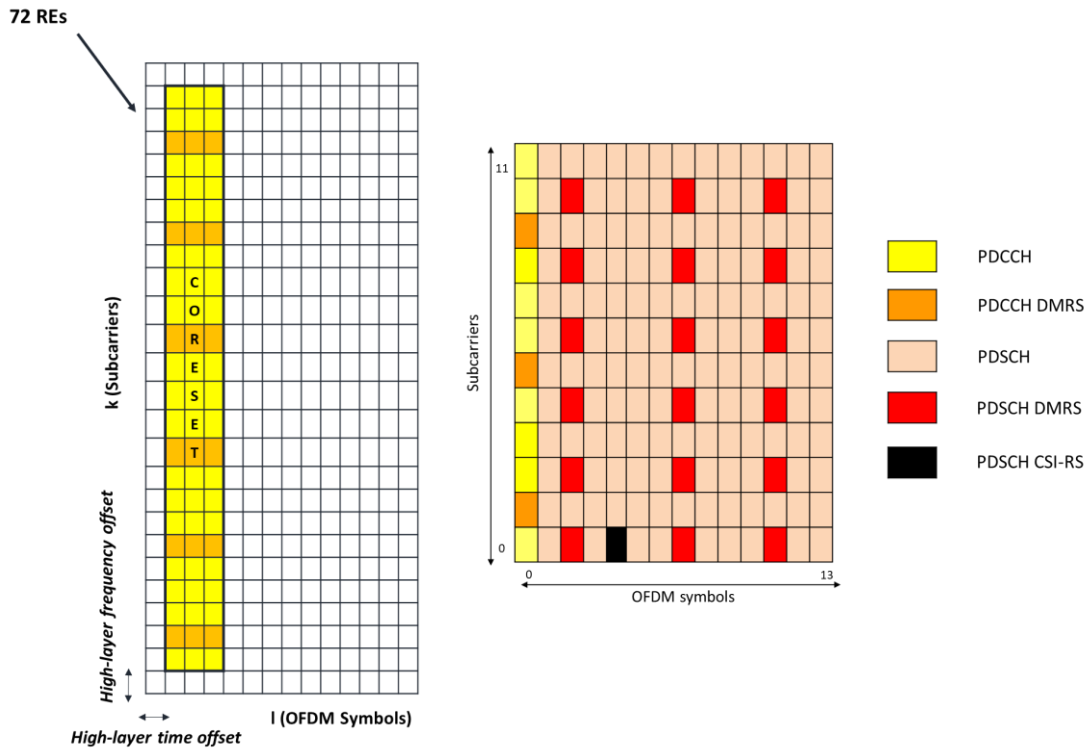 72 REs
k (Subcarriers)
C
O
R
E
S
E
T
High-layer frequency offset
High-layer time offset
l (OFDM Symbols)
Subcarriers
11
0
0
13
OFDM symbols
PDCCH
PDCCH DMRS
PDSCH
PDSCH DMRS
PDSCH CSI-RS